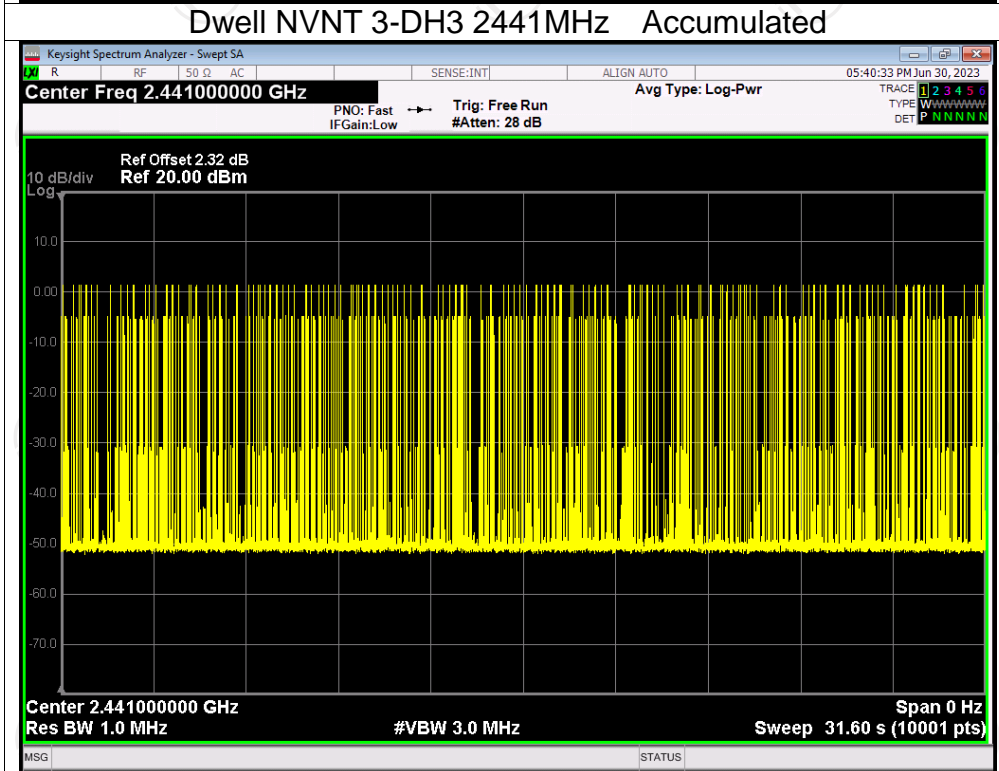 Dwell NVNT 3-DH3 2441MHz Accumulated
Keysight Spectrum Analyzer - Swept SA
LXI R RF 50 Ω AC SENSE:INT ALIGN AUTO 05:40:33 PM Jun 30, 2023
Center Freq 2.441000000 GHz Avg Type: Log-Pwr TRACE 1 2 3 4 5 6
PNO: Fast Trig: Free Run TYPE WWWWWW
IFGain:Low #Atten: 28 dB DET P N N N N N
Ref Offset 2.32 dB
10 dB/div Ref 20.00 dBm
Log
10.0
0.00
-10.0
-20.0
-30.0
-40.0
-50.0
-60.0
-70.0
Center 2.441000000 GHz Span 0 Hz
Res BW 1.0 MHz #VBW 3.0 MHz Sweep 31.60 s (10001 pts)
MSG STATUS